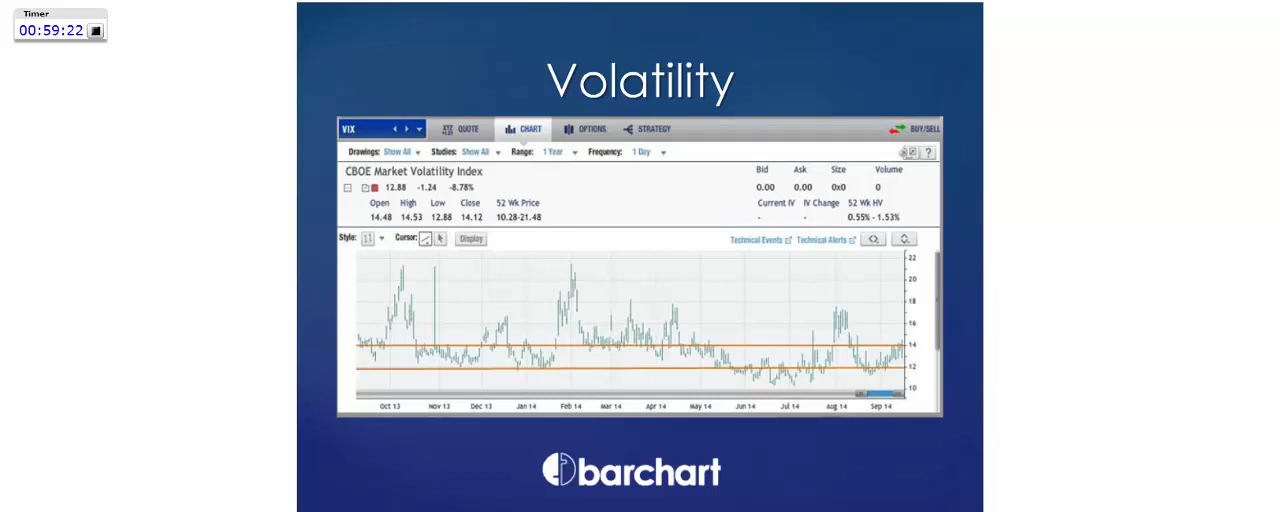 Timer
00:59:22
Volatility
VIX QUOTE CHART OPTIONS STRATEGY BUY/SELL
Drawings: Show All Studies: Show All Range: 1 Year Frequency: 1 Day ?
CBOE Market Volatility Index Bid Ask Size Volume
12.88 -1.24 -8.78% 0.00 0.00 0x0 0
Open High Low Close 52 Wk Price Current IV IV Change 52 Wk HV
14.48 14.53 12.88 14.12 10.28-21.48 - - 0.55% - 1.53%
Style: Cursor: Display Technical Events Technical Alerts
22
20
18
16
14
12
10
Oct 13 Nov 13 Dec 13 Jan 14 Feb 14 Mar 14 Apr 14 May 14 Jun 14 Jul 14 Aug 14 Sep 14
barchart